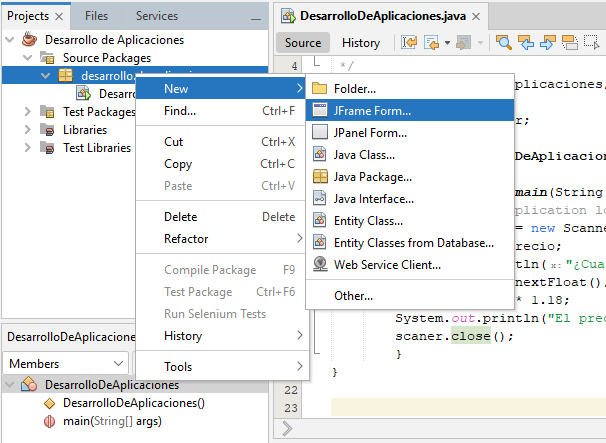 Projects
Files
Services
Desarrollo de Aplicaciones
Source Packages
desarrollo.
Desarro
Test Packages
Libraries
Test Libraries
New
Find... Ctrl+F
Cut Ctrl+X
Copy Ctrl+C
Paste Ctrl+V
Delete Delete
Refactor
Compile Package F9
Test Package Ctrl+F6
Run Selenium Tests
History
Tools
Folder...
JFrame Form...
JPanel Form...
Java Class...
Java Package...
Java Interface...
Entity Class...
Entity Classes from Database...
Web Service Client...
Other...
DesarrolloDeAplicaciones.java
Source
History
4 */
plicaciones
er;
DeAplicacion
main(String
plication lo
= new Scanne
recio;
tln( x: "¿Cua
nextFloat()
* 1.18;
System.out.println("El prec
scaner.close();
}
}
22
23
DesarrolloDeAplicacione
Members
DesarrolloDeAplicaciones
DesarrolloDeAplicaciones()
main(String[] args)